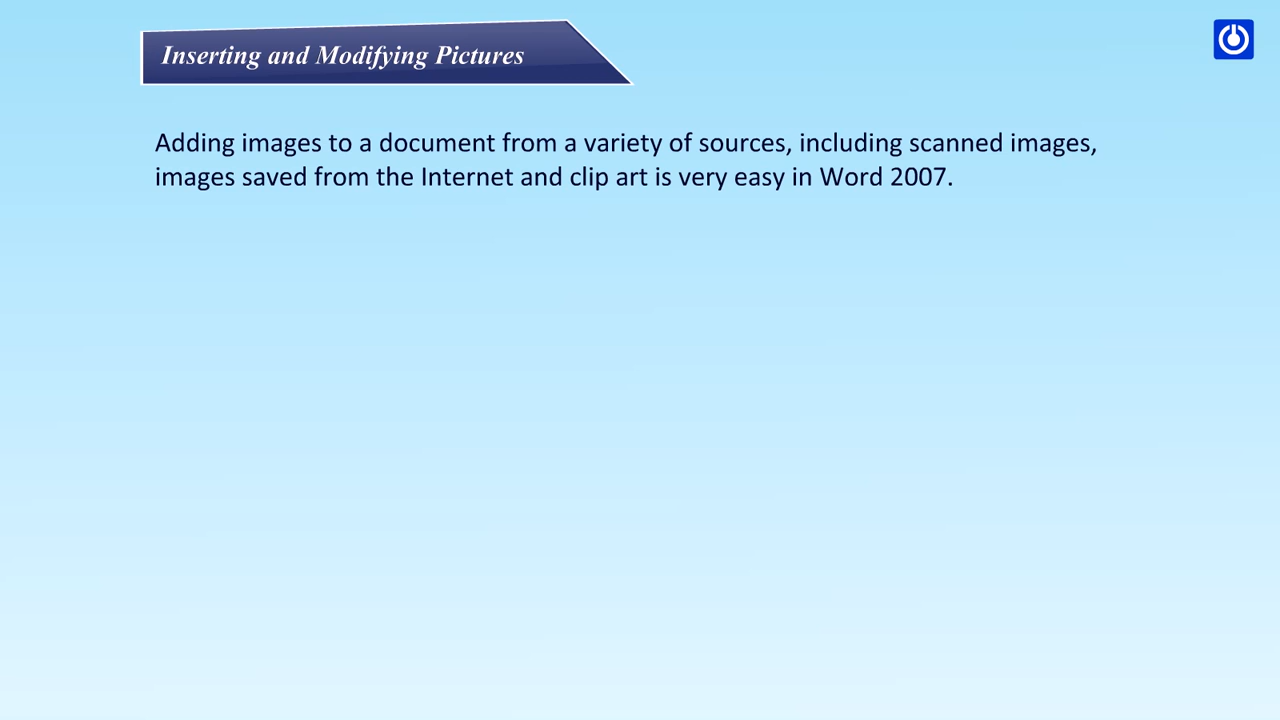 Inserting and Modifying Pictures
Adding images to a document from a variety of sources, including scanned images,
images saved from the Internet and clip art is very easy in Word 2007.